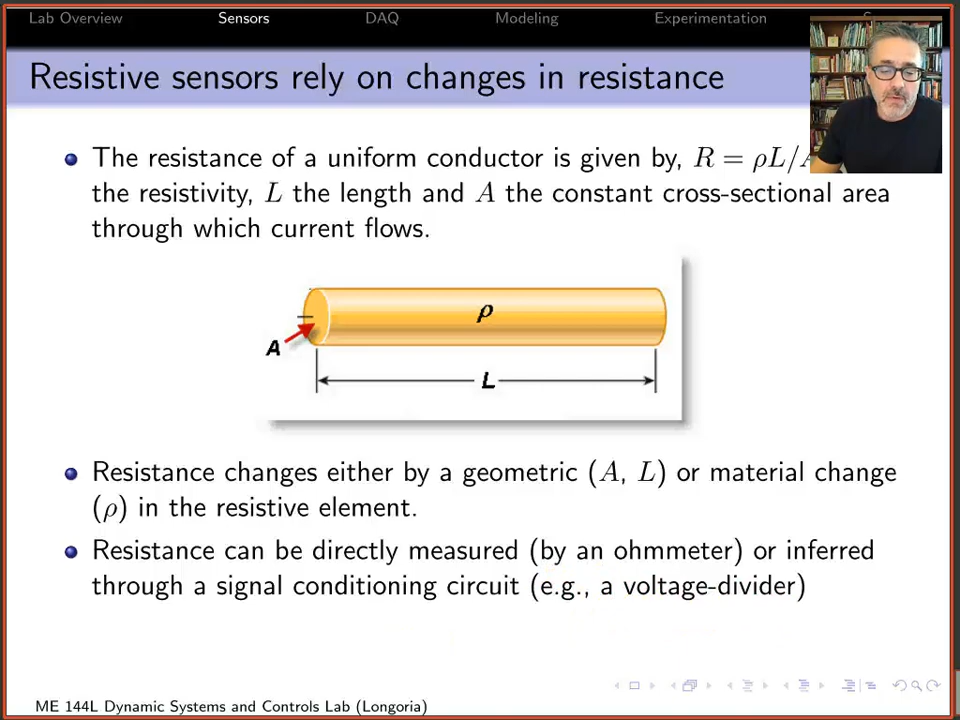 Lab Overview Sensors DAQ Modeling Experimentation
Resistive sensors rely on changes in resistance
The resistance of a uniform conductor is given by, R = ρL/A
the resistivity, L the length and A the constant cross-sectional area
through which current flows.
ρ
A
L
Resistance changes either by a geometric (A, L) or material change
(ρ) in the resistive element.
Resistance can be directly measured (by an ohmmeter) or inferred
through a signal conditioning circuit (e.g., a voltage-divider)
ME 144L Dynamic Systems and Controls Lab (Longoria)